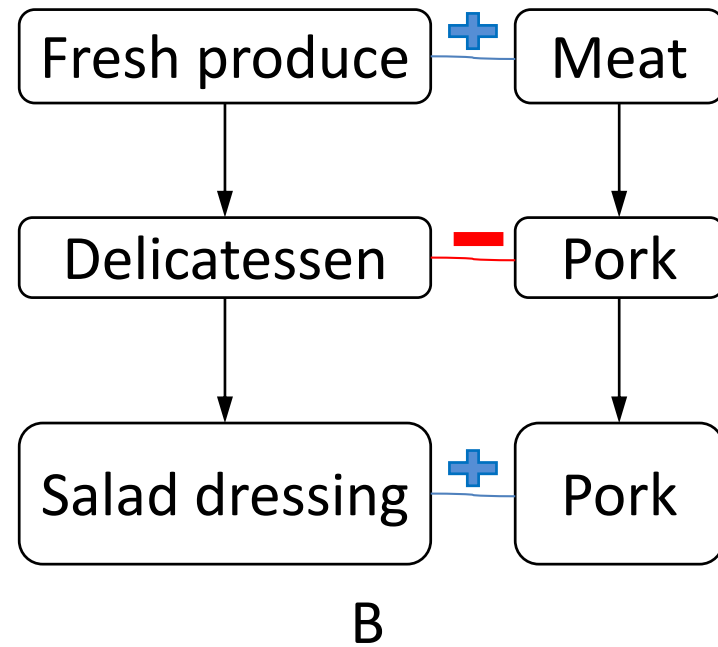 Fresh produce
Meat
Delicatessen
Pork
Salad dressing
Pork
B